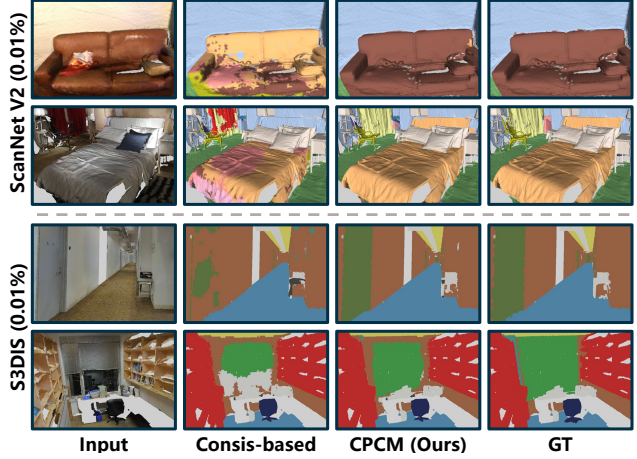 ScanNet V2 (0.01%)
S3DIS (0.01%)
Input
Consis-based
CPCM (Ours)
GT